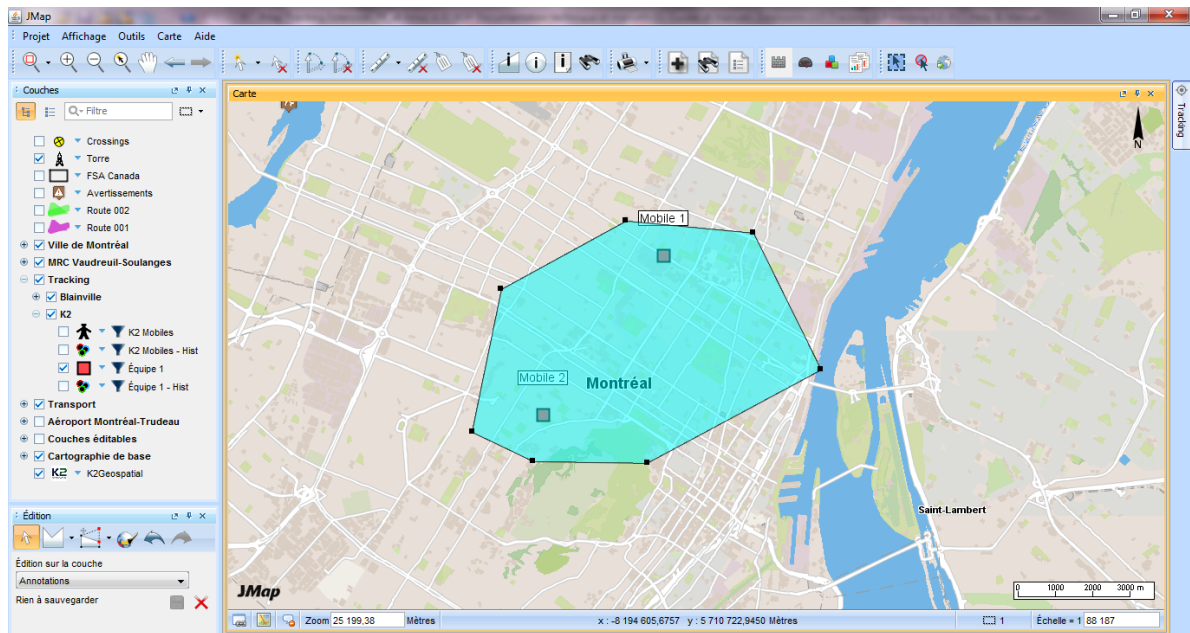 JMap
Projet Affichage Outils Carte Aide
Couches
Filtre
Crossings
Torre
FSA Canada
Avertissements
Route 002
Route 001
Ville de Montréal
MRC Vaudreuil-Soulanges
Tracking
Blainville
K2
K2 Mobiles
K2 Mobiles - Hist
Équipe 1
Équipe 1 - Hist
Transport
Aéroport Montréal-Trudeau
Couches éditables
Cartographie de base
K2 K2Geospatial
Édition
Édition sur la couche
Annotations
Rien à sauvegarder
Carte
N
Mobile 1
Mobile 2
Montréal
Saint-Lambert
JMap
0 1000 2000 3000 m
Zoom 25 199,38 Mètres x : -8 194 605,6757 y : 5 710 722,9450 Mètres 1 Échelle = 1 88 187
Tracking